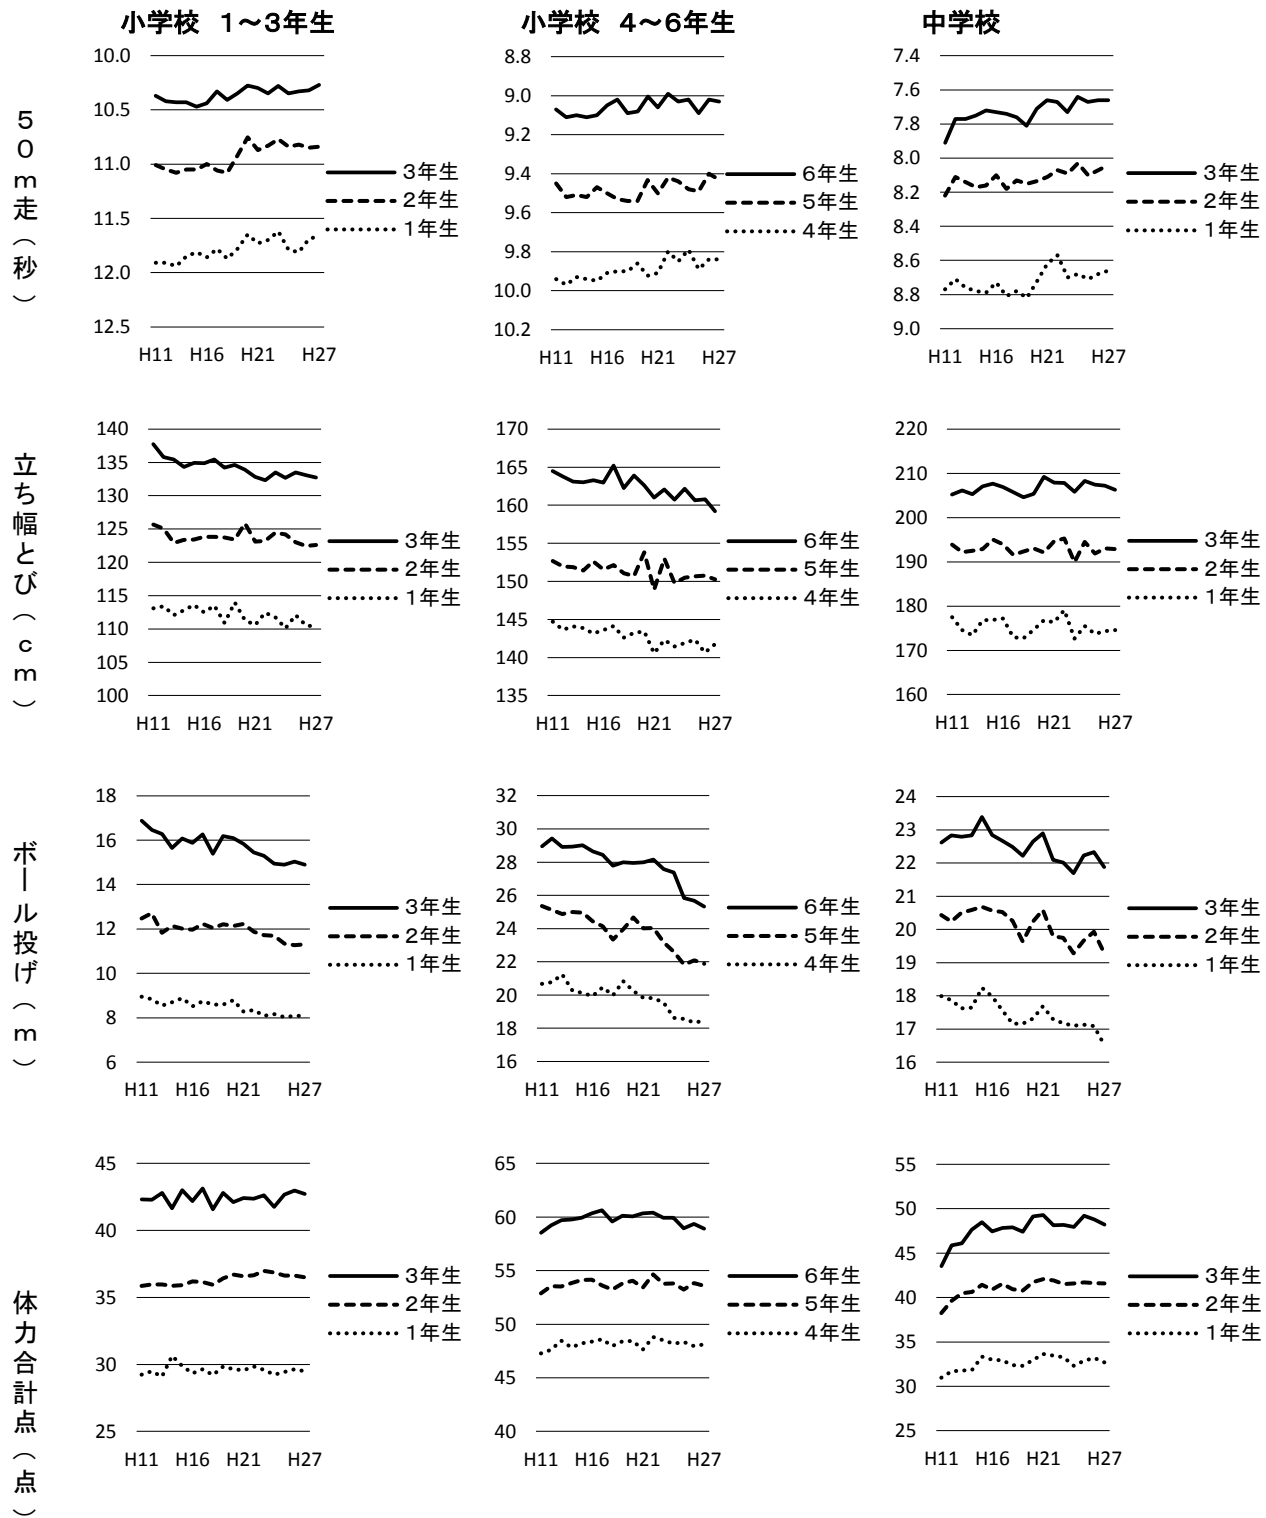 小学校 1~3年生
小学校 4~6年生
中学校
50m走(秒)
10.0
10.5
11.0
11.5
12.0
12.5
H11 H16 H21 H27
3年生
2年生
1年生
8.8
9.0
9.2
9.4
9.6
9.8
10.0
10.2
H11 H16 H21 H27
6年生
5年生
4年生
7.4
7.6
7.8
8.0
8.2
8.4
8.6
8.8
9.0
H11 H16 H21 H27
3年生
2年生
1年生
立ち幅とび(cm)
140
135
130
125
120
115
110
105
100
H11 H16 H21 H27
3年生
2年生
1年生
170
165
160
155
150
145
140
135
H11 H16 H21 H27
6年生
5年生
4年生
220
210
200
190
180
170
160
H11 H16 H21 H27
3年生
2年生
1年生
ボール投げ(m)
18
16
14
12
10
8
6
H11 H16 H21 H27
3年生
2年生
1年生
32
30
28
26
24
22
20
18
16
H11 H16 H21 H27
6年生
5年生
4年生
24
23
22
21
20
19
18
17
16
H11 H16 H21 H27
3年生
2年生
1年生
体力合計点(点)
45
40
35
30
25
H11 H16 H21 H27
3年生
2年生
1年生
65
60
55
50
45
40
H11 H16 H21 H27
6年生
5年生
4年生
55
50
45
40
35
30
25
H11 H16 H21 H27
3年生
2年生
1年生